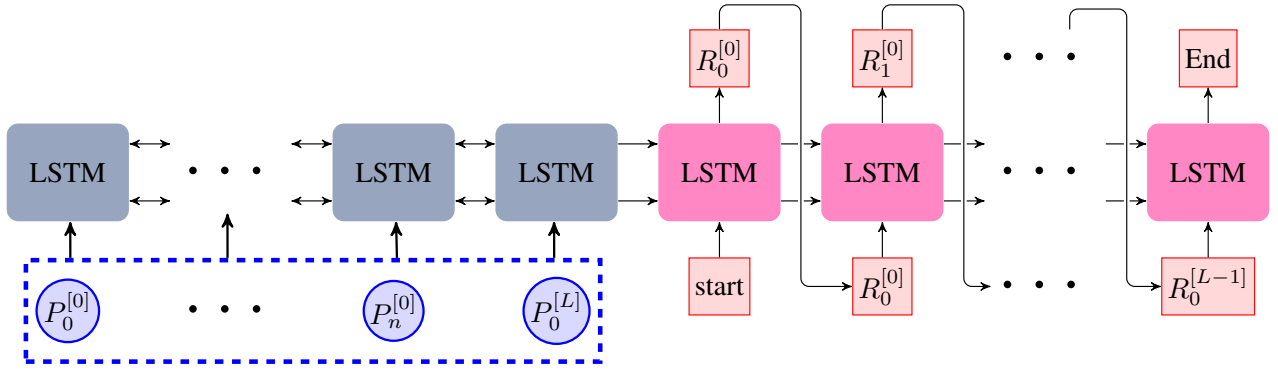 $R_0^{[0]}$ $R_1^{[0]}$ • • • End
LSTM • • • LSTM LSTM LSTM LSTM • • • LSTM
$P_0^{[0]}$ • • • $P_n^{[0]}$ $P_0^{[L]}$ start $R_0^{[0]}$ • • • $R_0^{[L-1]}$